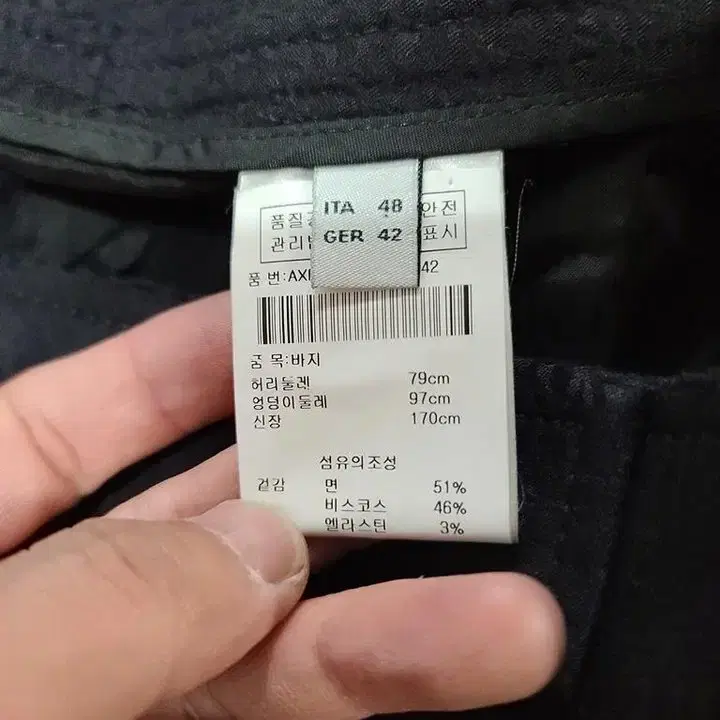 ITA 48
GER 42
품질 안전
관리 표시
품 번:AX 42
품 목:바지
허리둘레 79cm
엉덩이둘레 97cm
신장 170cm
섬유의조성
겉감 면 51%
비스코스 46%
엘라스틴 3%